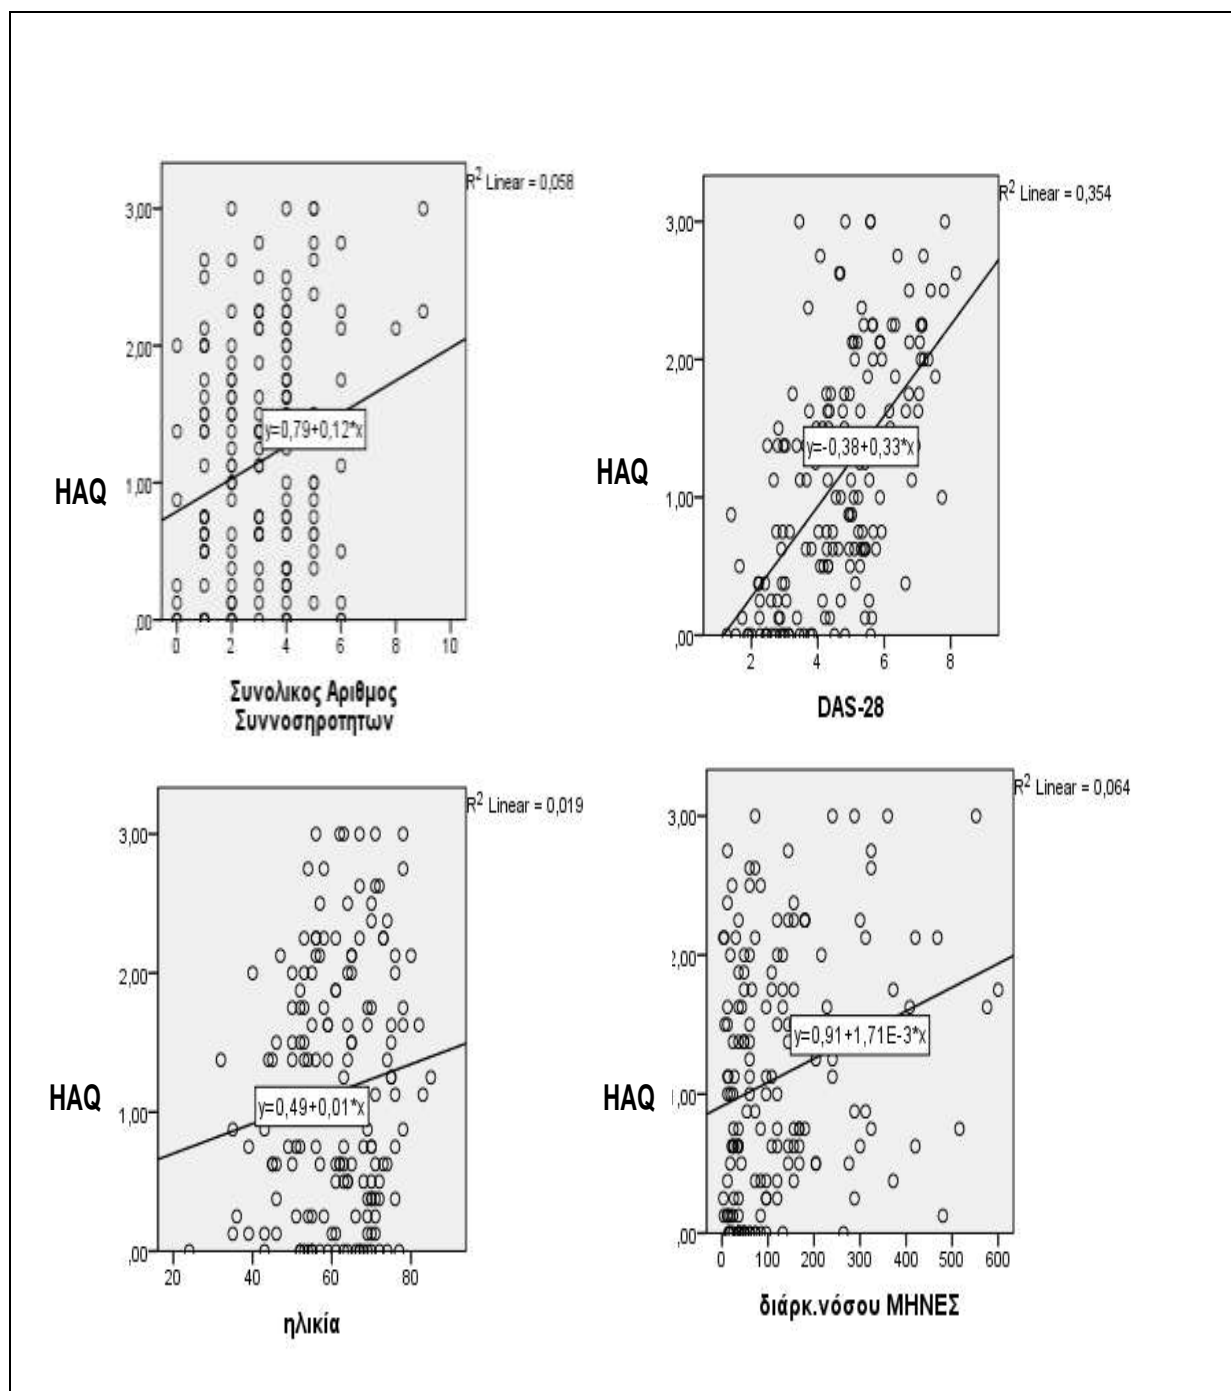 R² Linear = 0,058
3,00
2,00
HAQ
1,00
,00
y=0,79+0,12*x
0 2 4 6 8 10
Συνολικος Αριθμος
Συννοσηροτητων
R² Linear = 0,354
3,00
2,00
HAQ
1,00
,00
y=-0,38+0,33*x
2 4 6 8
DAS-28
R² Linear = 0,019
3,00
2,00
HAQ
1,00
,00
y=0,49+0,01*x
20 40 60 80
ηλικία
R² Linear = 0,064
3,00
2,00
HAQ
1,00
,00
y=0,91+1,71E-3*x
0 100 200 300 400 500 600
διάρκ.νόσου ΜΗΝΕΣ